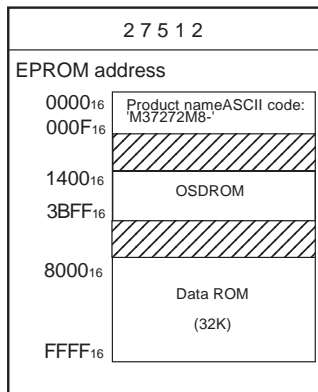 27512
EPROM address
0000₁₆
Product nameASCII code:
000F₁₆
'M37272M8-'
1400₁₆
OSDROM
3BFF₁₆
8000₁₆
Data ROM
(32K)
FFFF₁₆